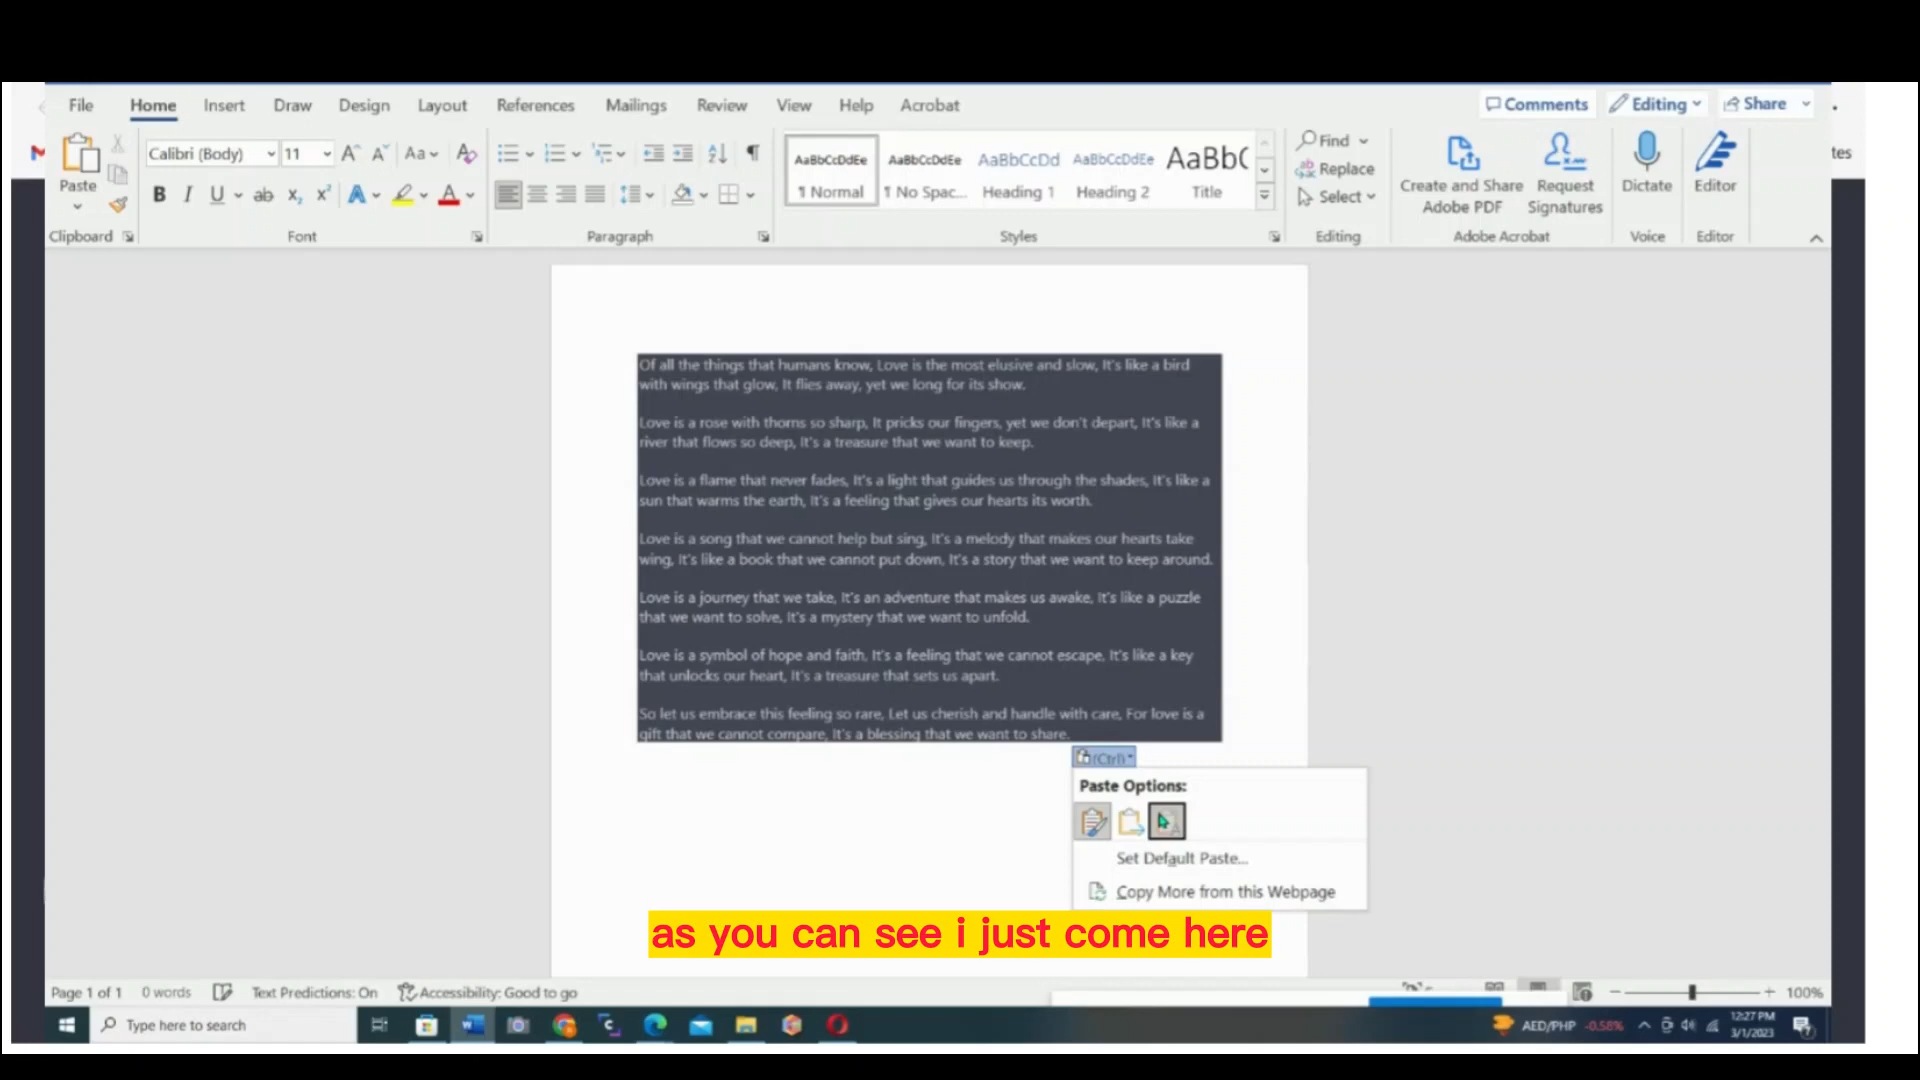 File Home Insert Draw Design Layout References Mailings Review View Help Acrobat Comments Editing Share
Calibri (Body) 11 Aa Find
AaBbCcDdEe AaBbCcDdEe AaBbCcDd AaBbCcDdEe AaBbC
Replace
tes
Paste
B I U ab x₂ x² A A
¶ Normal ¶ No Spac... Heading 1 Heading 2 Title
Select
Create and Share Adobe PDF
Request Signatures
Dictate
Editor
Clipboard Font Paragraph Styles Editing Adobe Acrobat Voice Editor
Of all the things that humans know, Love is the most elusive and slow, It's like a bird
with wings that glow, It flies away, yet we long for its show.
Love is a rose with thorns so sharp, It pricks our fingers, yet we don't depart, It's like a
river that flows so deep, It's a treasure that we want to keep.
Love is a flame that never fades, It's a light that guides us through the shades, It's like a
sun that warms the earth, It's a feeling that gives our hearts its worth.
Love is a song that we cannot help but sing, It's a melody that makes our hearts take
wing, It's like a book that we cannot put down, It's a story that we want to keep around.
Love is a journey that we take, It's an adventure that makes us awake, It's like a puzzle
that we want to solve, It's a mystery that we want to unfold.
Love is a symbol of hope and faith, It's a feeling that we cannot escape, It's like a key
that unlocks our heart, It's a treasure that sets us apart.
So let us embrace this feeling so rare, Let us cherish and handle with care, For love is a
gift that we cannot compare, It's a blessing that we want to share.
(Ctrl)
Paste Options:
Set Default Paste...
Copy More from this Webpage
as you can see i just come here
Page 1 of 1 0 words Text Predictions: On Accessibility: Good to go 100%
Type here to search
AED/PHP -0.58%
12:27 PM
3/1/2023